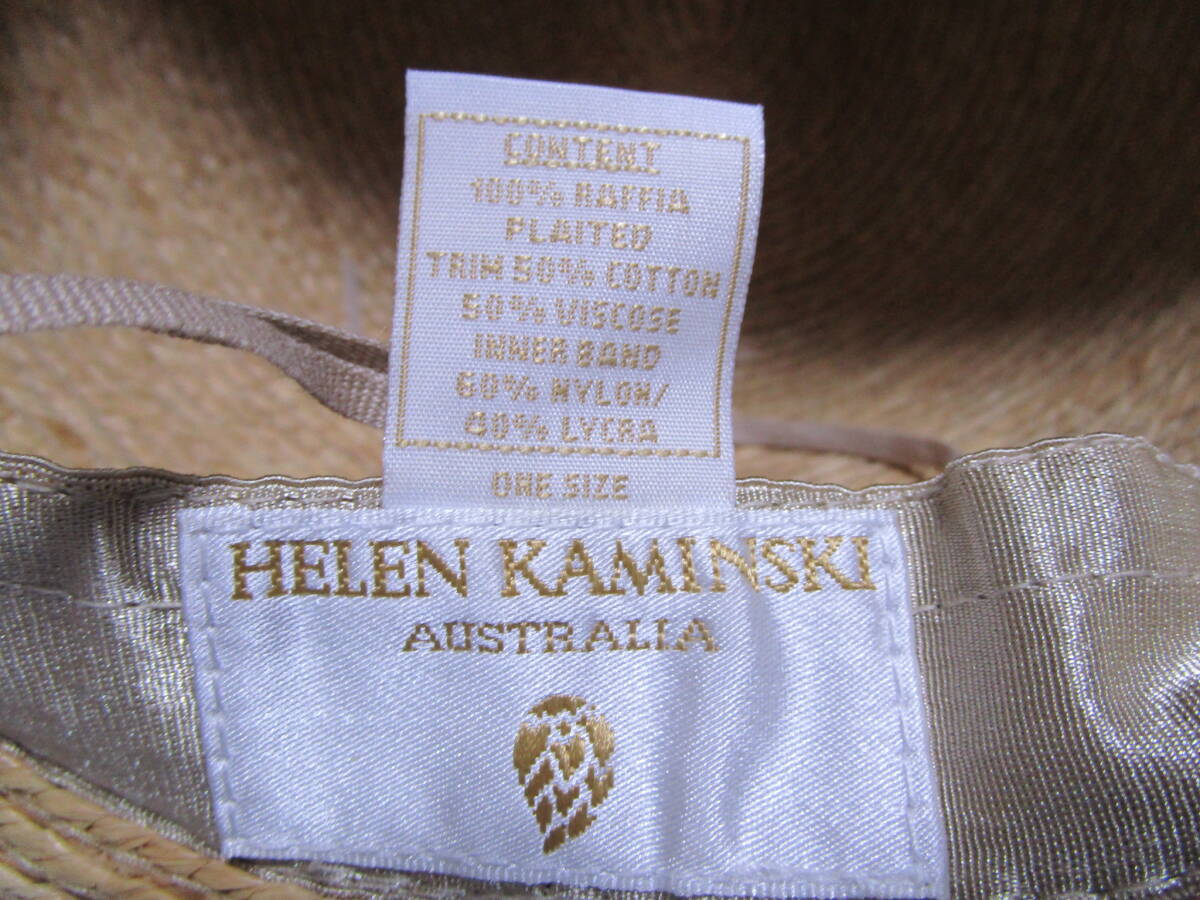 CONTENT
100% RAFFIA
PLAITED
TRIM 50% COTTON
50% VISCOSE
INNER BAND
60% NYLON/
40% LYCRA
ONE SIZE
HELEN KAMINSKI
AUSTRALIA